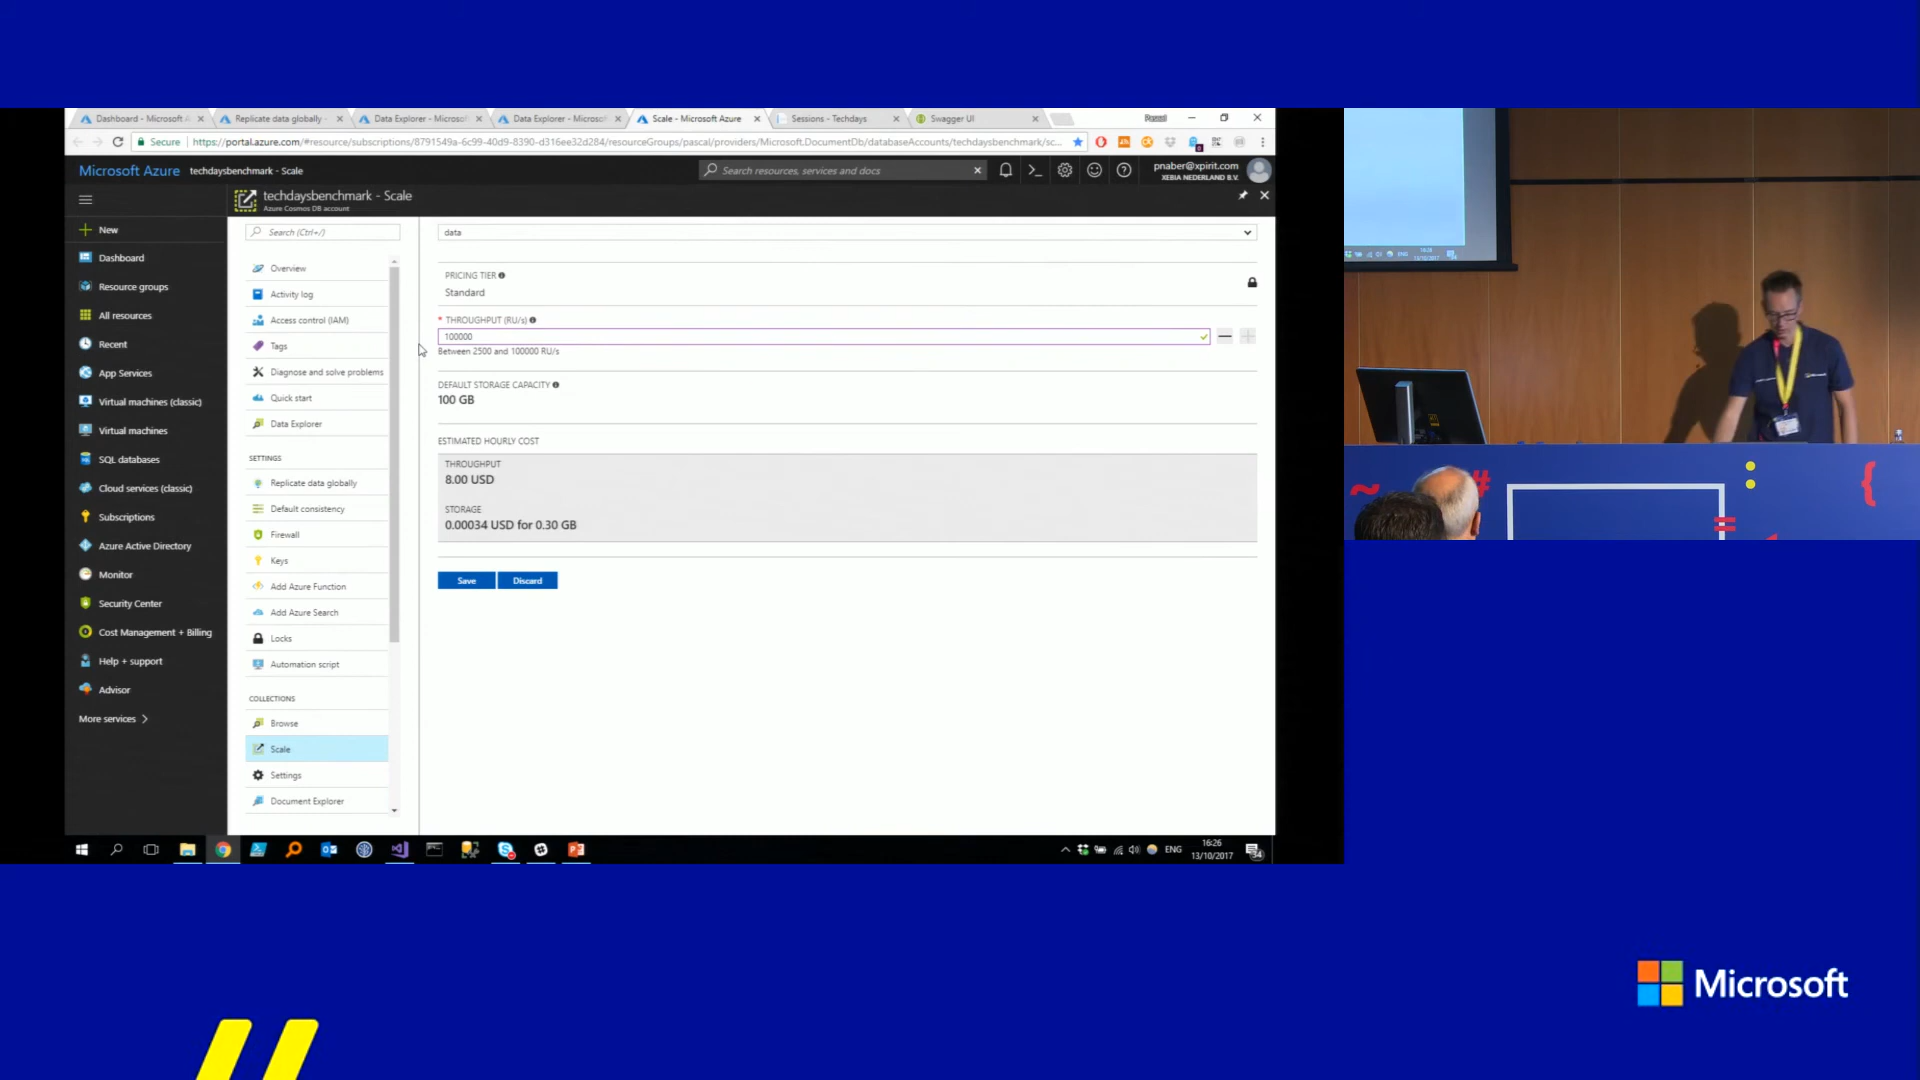 Dashboard - Microsoft A
Replicate data globally -
Data Explorer - Microsof
Data Explorer - Microsof
Scale - Microsoft Azure
Sessions - Techdays
Swagger UI
Secure
https://portal.azure.com/#resource/subscriptions/8791549a-6c99-40d9-8390-d316ee32d284/resourceGroups/pascal/providers/Microsoft.DocumentDb/databaseAccounts/techdaysbenchmark/sc...
Microsoft Azure
techdaysbenchmark - Scale
Search resources, services and docs
pnaber@xpirit.com
XEBIA NEDERLAND B.V.
techdaysbenchmark - Scale
Azure Cosmos DB account
New
Dashboard
Resource groups
All resources
Recent
App Services
Virtual machines (classic)
Virtual machines
SQL databases
Cloud services (classic)
Subscriptions
Azure Active Directory
Monitor
Security Center
Cost Management + Billing
Help + support
Advisor
More services
Search (Ctrl+/)
Overview
Activity log
Access control (IAM)
Tags
Diagnose and solve problems
Quick start
Data Explorer
SETTINGS
Replicate data globally
Default consistency
Firewall
Keys
Add Azure Function
Add Azure Search
Locks
Automation script
COLLECTIONS
Browse
Scale
Settings
Document Explorer
data
PRICING TIER
Standard
* THROUGHPUT (RU/s)
100000
Between 2500 and 100000 RU/s
DEFAULT STORAGE CAPACITY
100 GB
ESTIMATED HOURLY COST
THROUGHPUT
8.00 USD
STORAGE
0.00034 USD for 0.30 GB
Save
Discard
ENG
16:26
13/10/2017
Microsoft